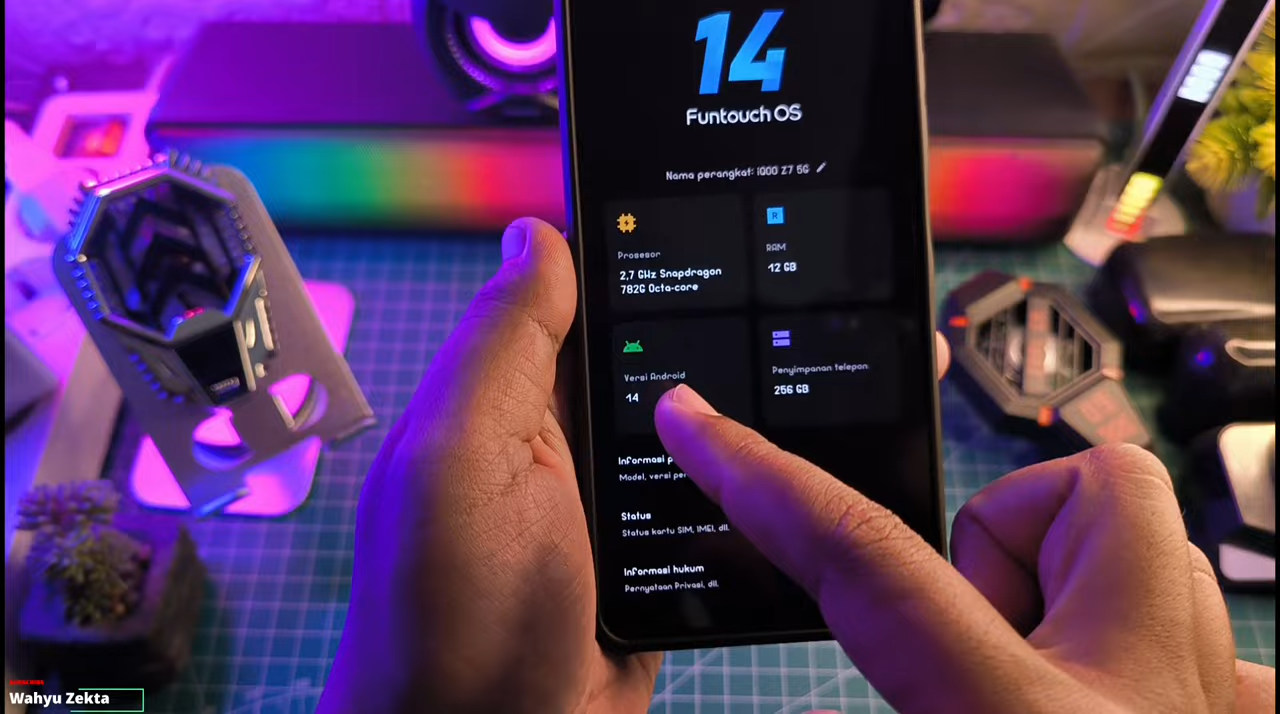 14
Funtouch OS
Nama perangkat: iQOO Z7 5G
Prosesor
2,7 GHz Snapdragon
782G Octa-core
R
RAM
12 GB
Versi Android
14
Penyimpanan telepon
256 GB
Informasi
Model, versi
Status
Status kartu SIM, IMEI, dll.
Informasi hukum
Pernyataan Privasi, dll.
SUBSCRIBE
Wahyu Zekta